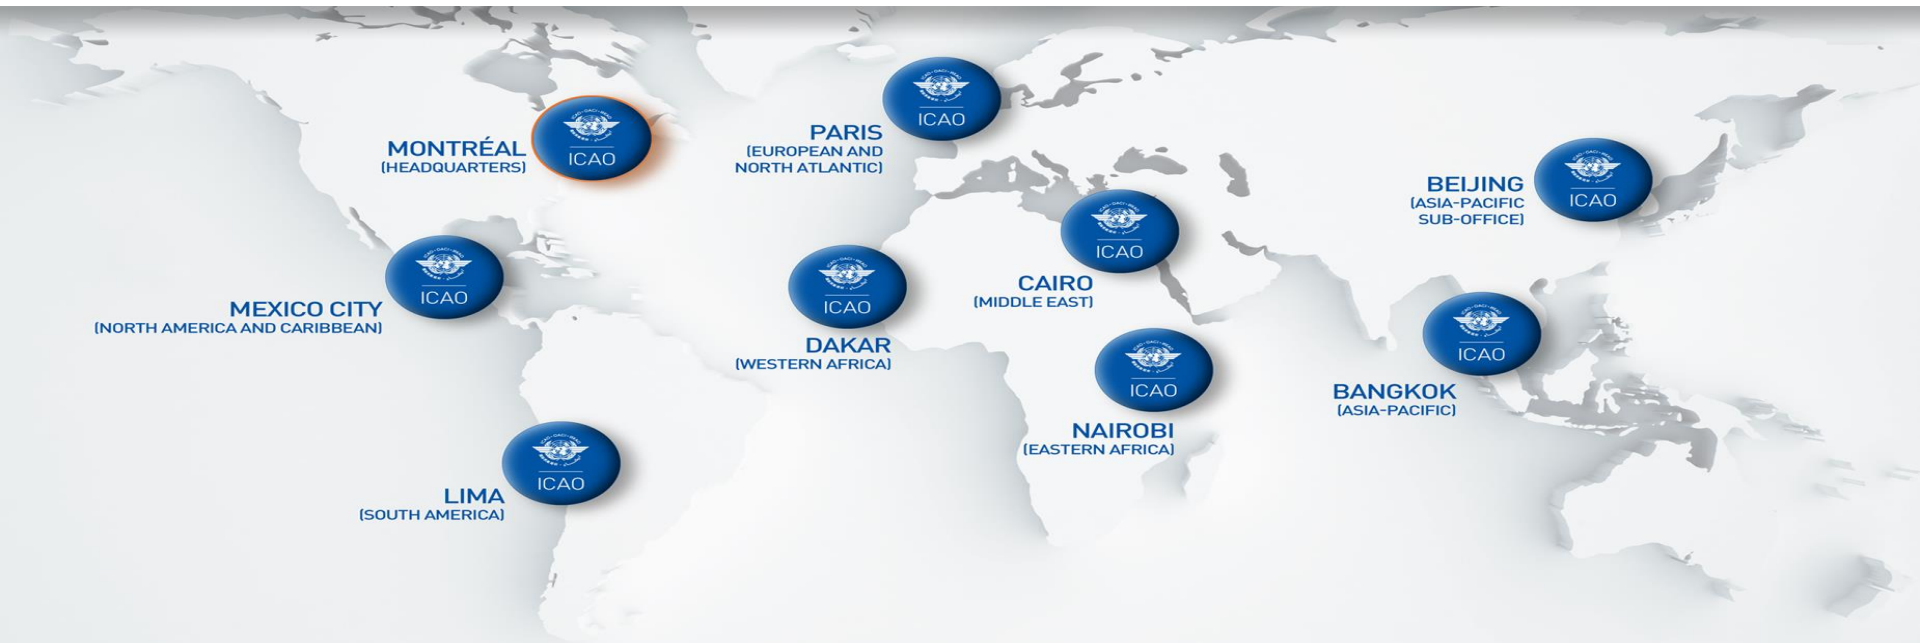 MONTRÉAL
(HEADQUARTERS)
ICAO
PARIS
(EUROPEAN AND
NORTH ATLANTIC)
ICAO
BEIJING
(ASIA-PACIFIC
SUB-OFFICE)
ICAO
MEXICO CITY
(NORTH AMERICA AND CARIBBEAN)
ICAO
DAKAR
(WESTERN AFRICA)
ICAO
CAIRO
(MIDDLE EAST)
ICAO
NAIROBI
(EASTERN AFRICA)
ICAO
BANGKOK
(ASIA-PACIFIC)
ICAO
LIMA
(SOUTH AMERICA)
ICAO